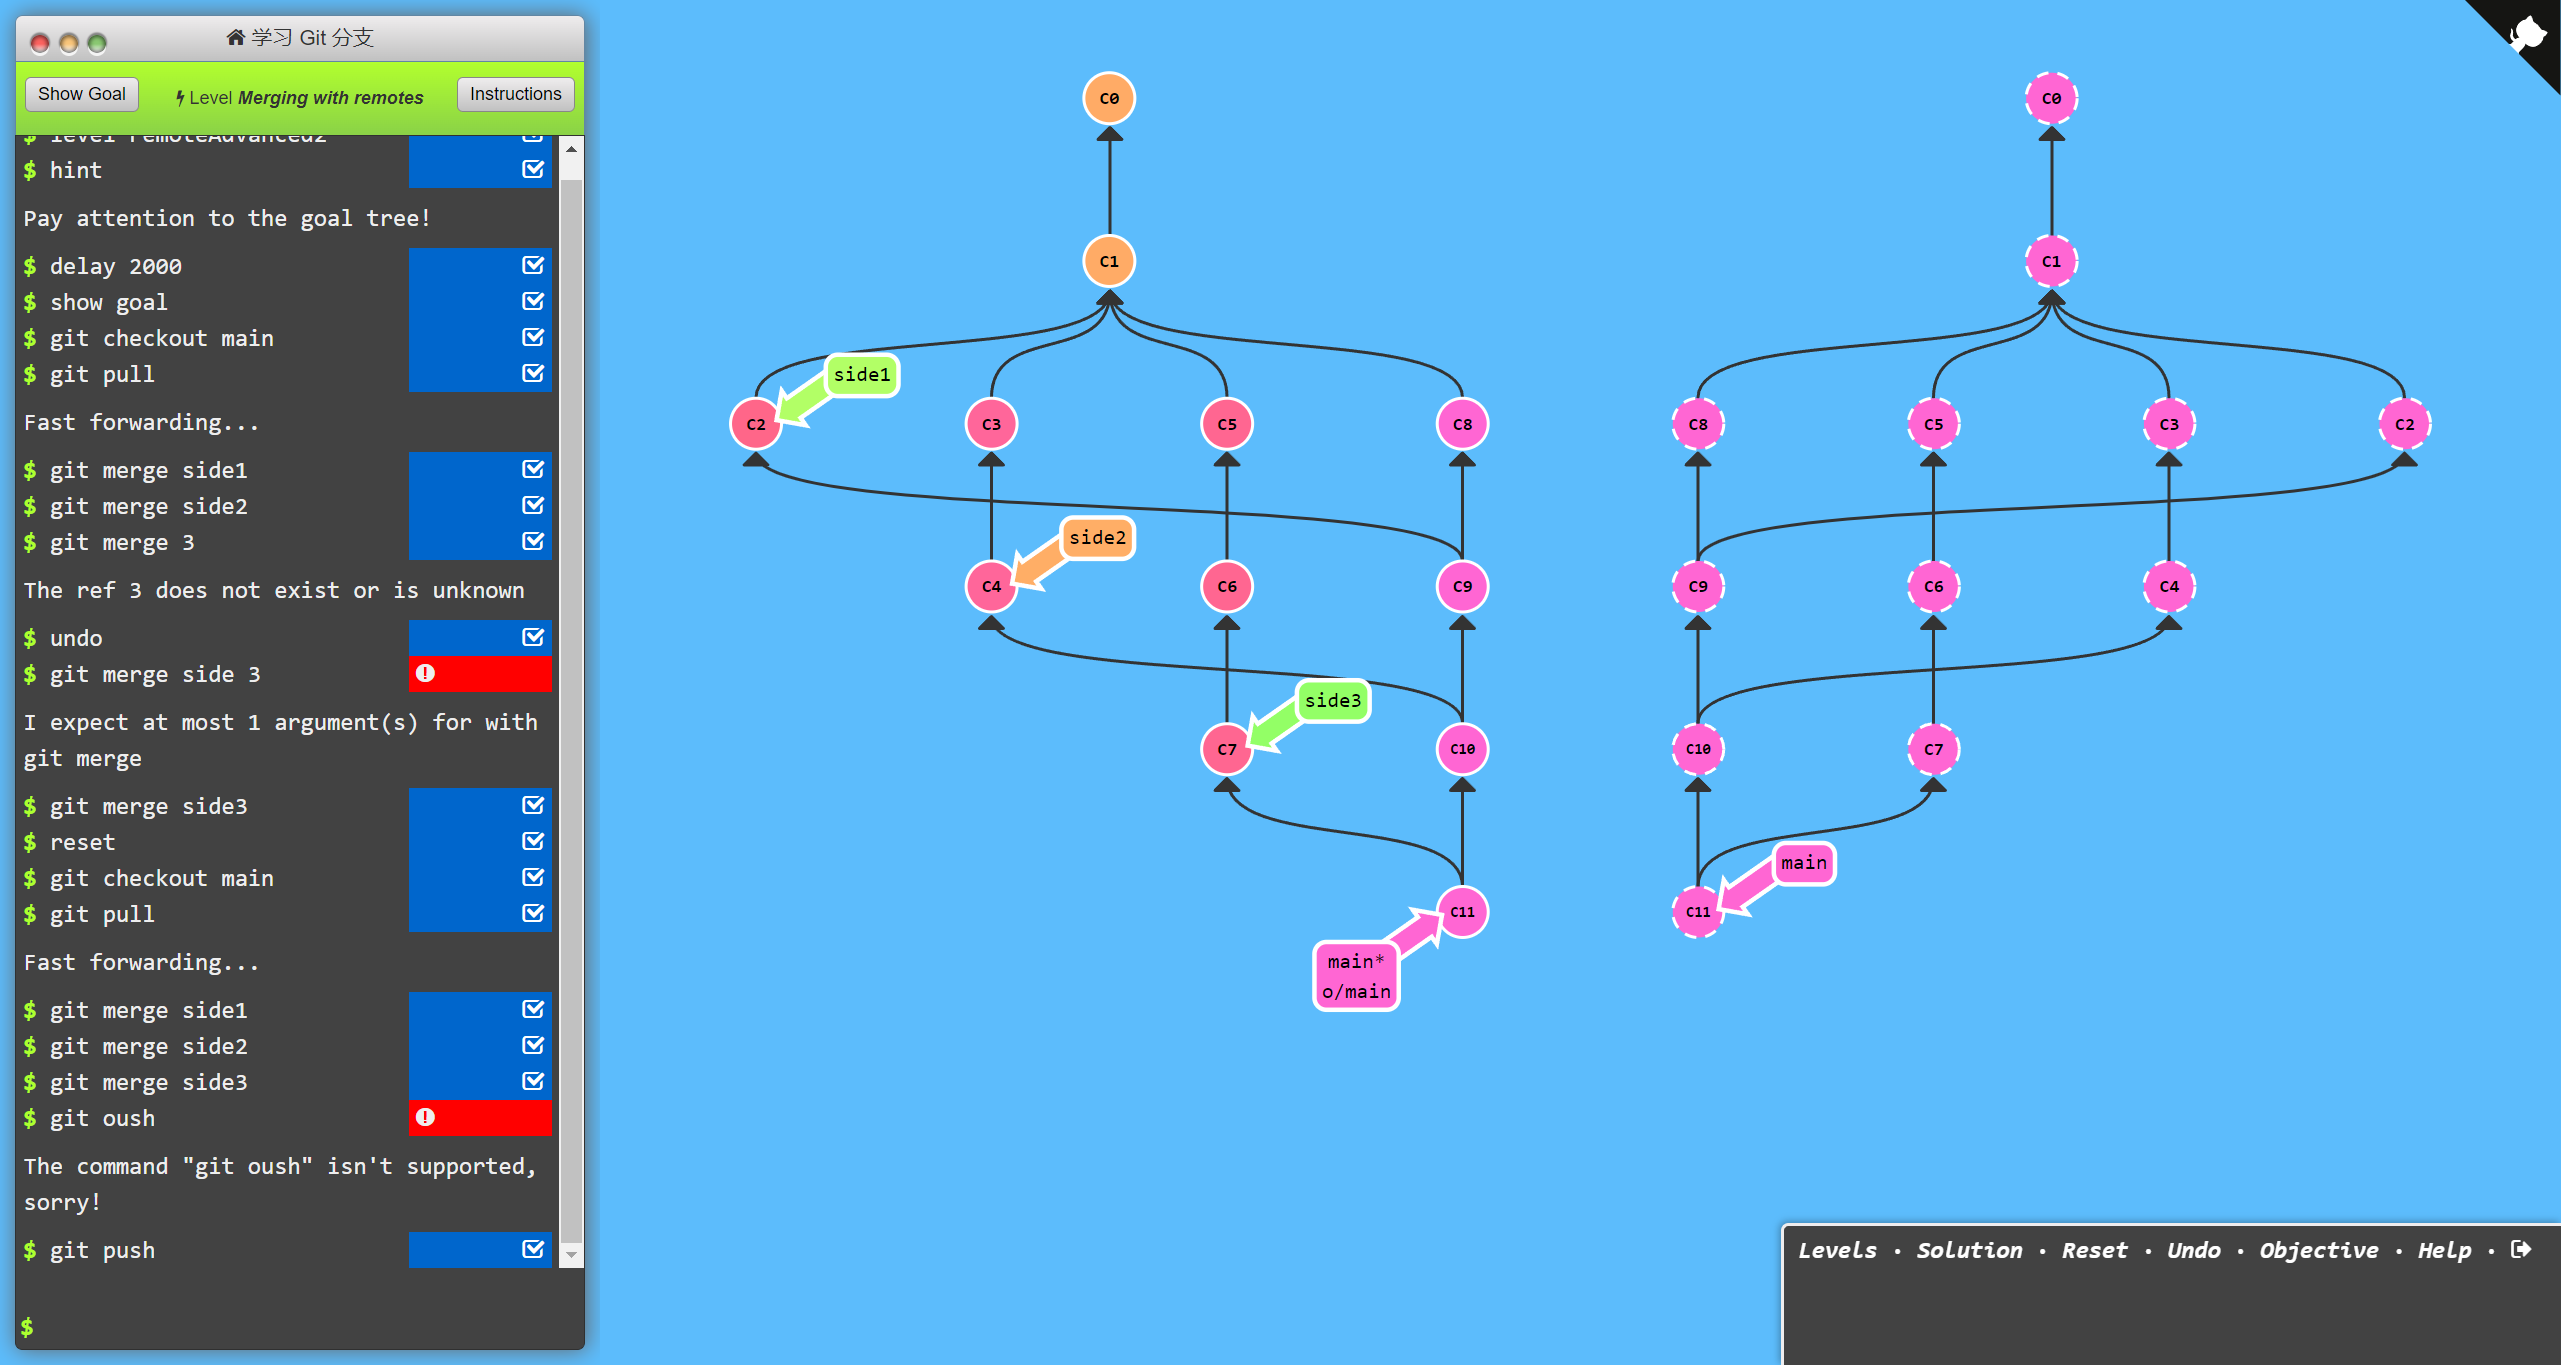 学习 Git 分支
Show Goal
Level Merging with remotes
Instructions
$ level remoteAdvanced2
$ hint
Pay attention to the goal tree!
$ delay 2000
$ show goal
$ git checkout main
$ git pull
Fast forwarding...
$ git merge side1
$ git merge side2
$ git merge 3
The ref 3 does not exist or is unknown
$ undo
$ git merge side 3
I expect at most 1 argument(s) for with
git merge
$ git merge side3
$ reset
$ git checkout main
$ git pull
Fast forwarding...
$ git merge side1
$ git merge side2
$ git merge side3
$ git oush
The command "git oush" isn't supported,
sorry!
$ git push
$
C0
C1
side1
C2
C3
C5
C8
side2
C4
C6
C9
side3
C7
C10
C11
main*
o/main
C0
C1
C8
C5
C3
C2
C9
C6
C4
C10
C7
main
C11
Levels · Solution · Reset · Undo · Objective · Help ·